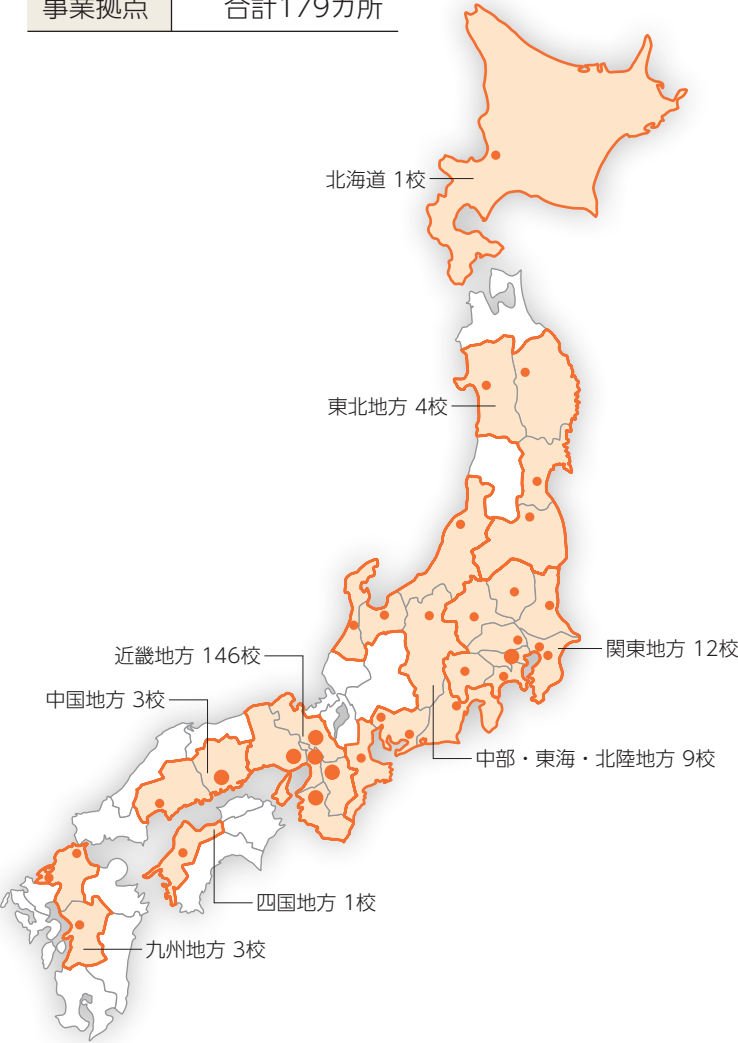 事業拠点 合計179カ所
北海道 1校
東北地方 4校
関東地方 12校
近畿地方 146校
中国地方 3校
中部・東海・北陸地方 9校
四国地方 1校
九州地方 3校